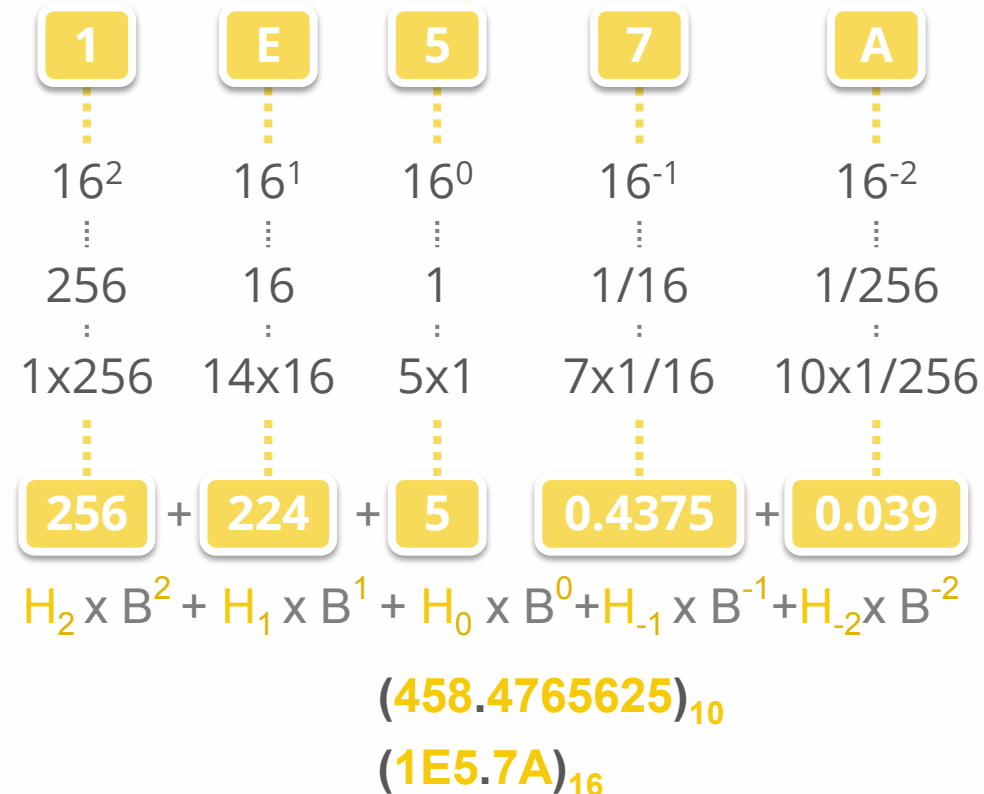 1 E 5 7 A
16² 16¹ 16⁰ 16⁻¹ 16⁻²
256 16 1 1/16 1/256
1x256 14x16 5x1 7x1/16 10x1/256
256 + 224 + 5 0.4375 + 0.039
H₂ x B² + H₁ x B¹ + H₀ x B⁰+H₋₁ x B⁻¹+H₋₂x B⁻²
(458.4765625)₁₀
(1E5.7A)₁₆